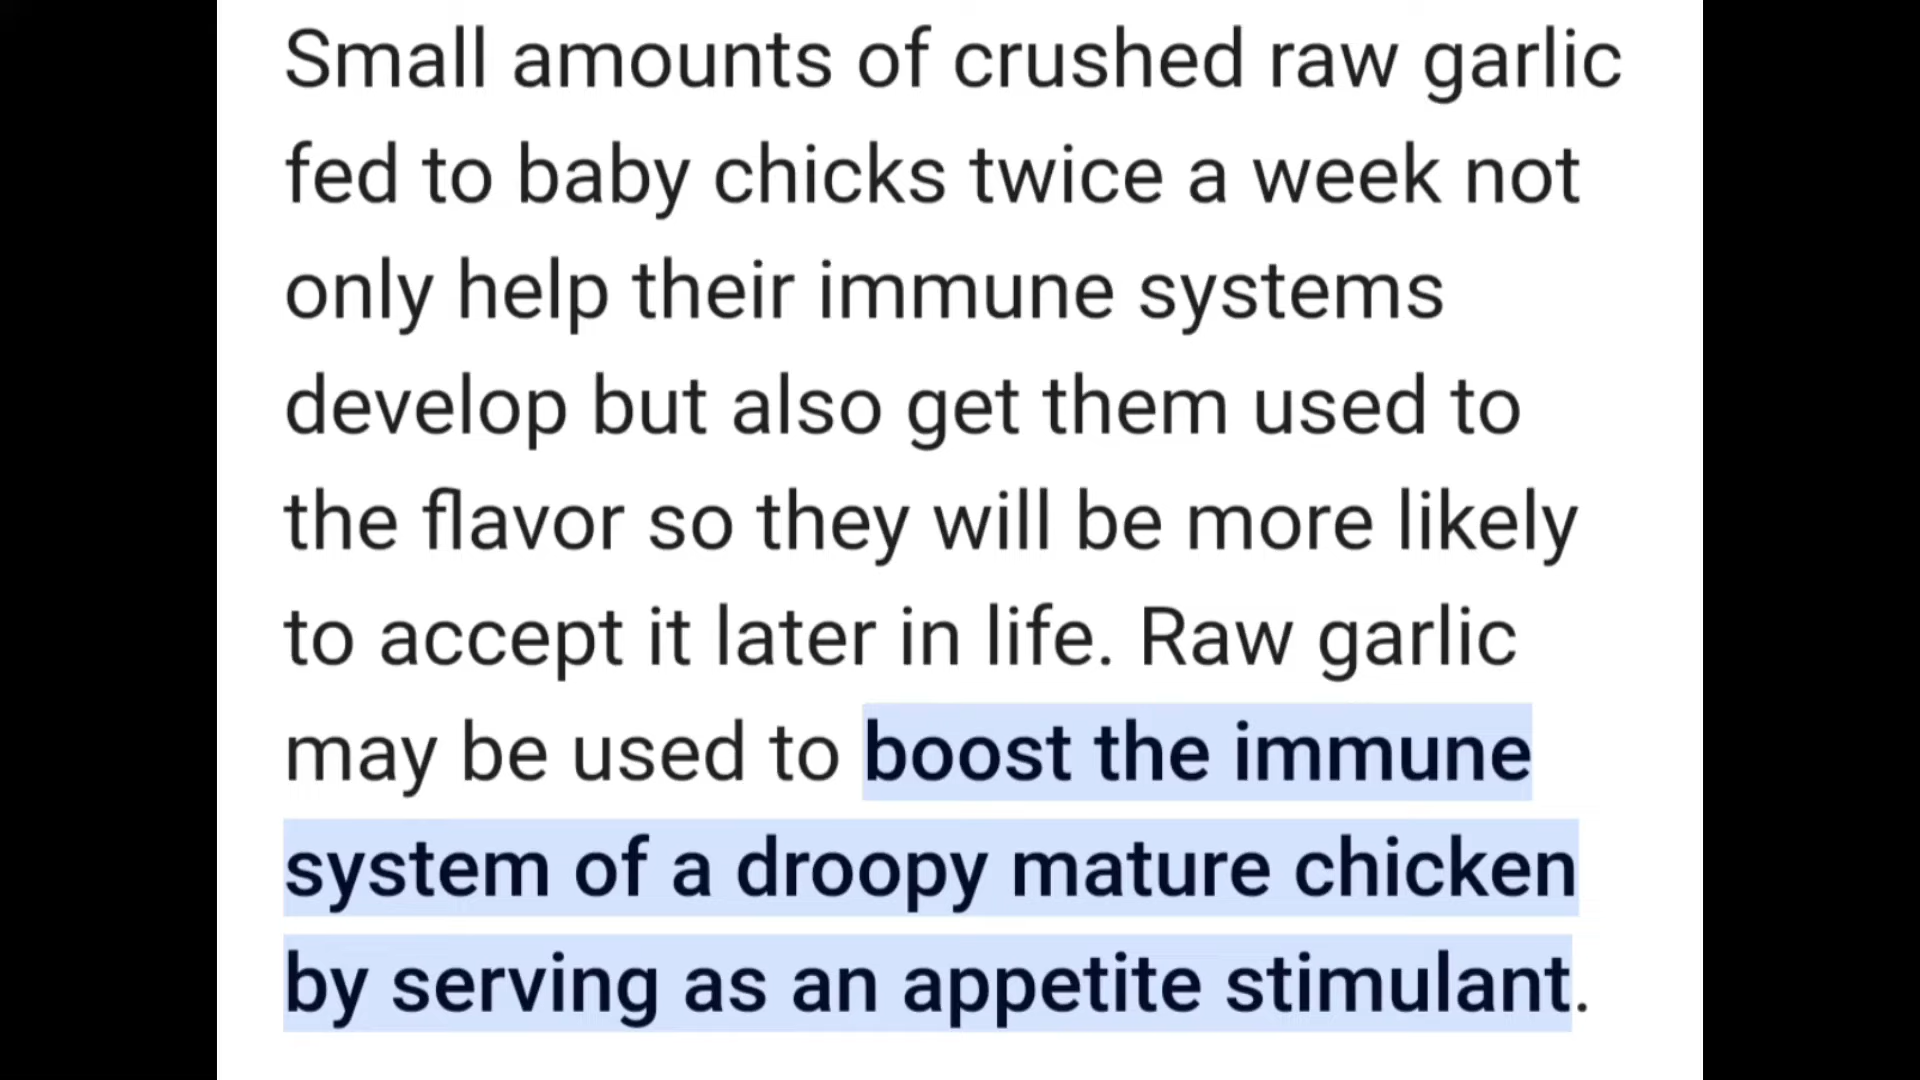 Small amounts of crushed raw garlic
fed to baby chicks twice a week not
only help their immune systems
develop but also get them used to
the flavor so they will be more likely
to accept it later in life. Raw garlic
may be used to boost the immune
system of a droopy mature chicken
by serving as an appetite stimulant.